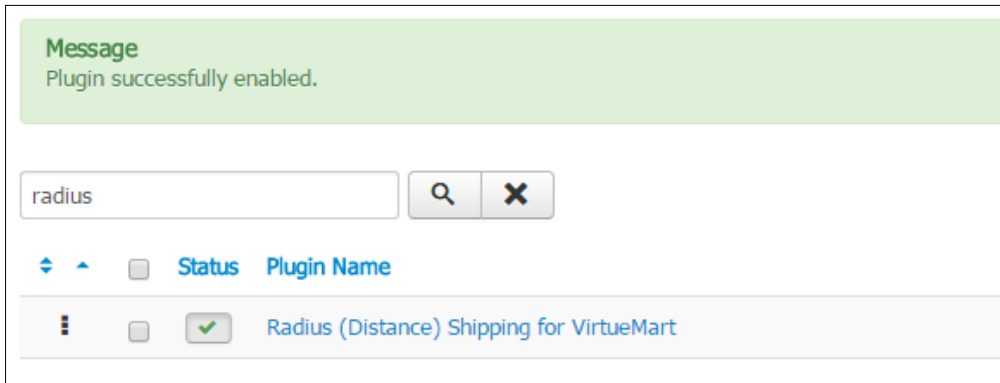 Message
Plugin successfully enabled.
radius
Status Plugin Name
Radius (Distance) Shipping for VirtueMart